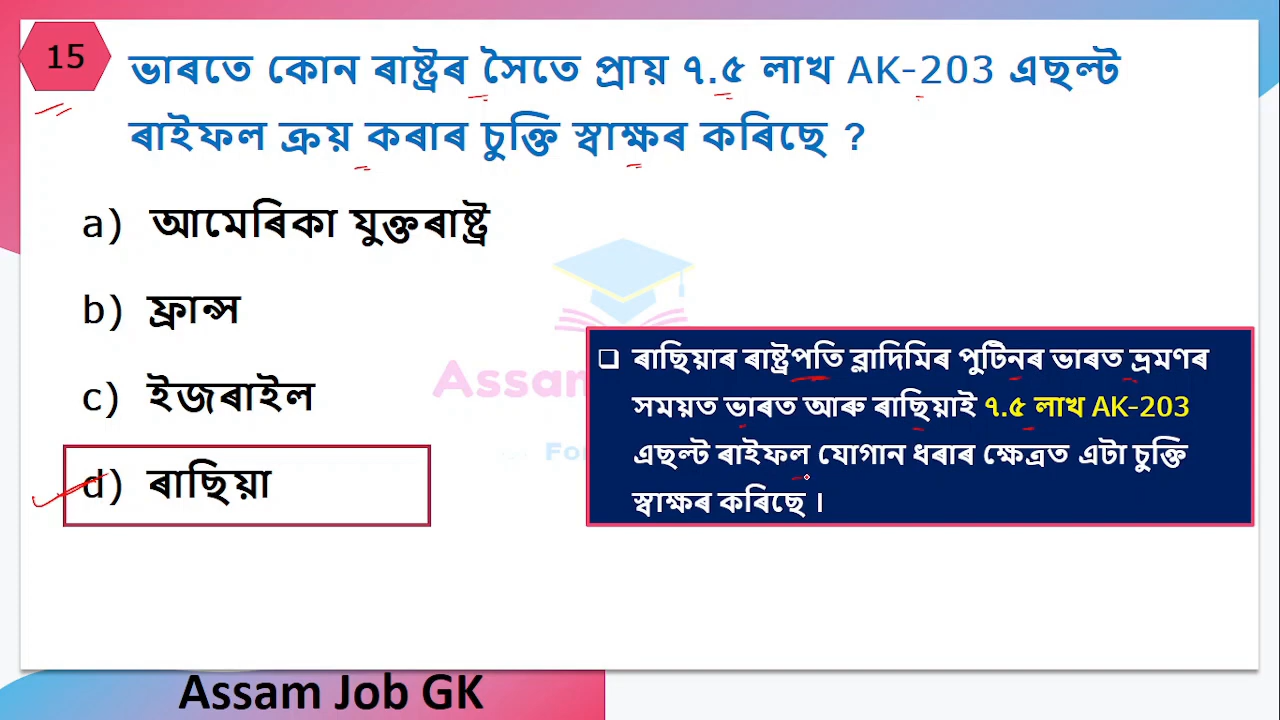 15
ভাৰতে কোন ৰাষ্ট্ৰৰ সৈতে প্ৰায় ৭.৫ লাখ AK-203 এছল্ট
ৰাইফল ক্ৰয় কৰাৰ চুক্তি স্বাক্ষৰ কৰিছে ?
a) আমেৰিকা যুক্তৰাষ্ট্ৰ
b) ফ্ৰান্স
c) ইজৰাইল
d) ৰাছিয়া
❑ ৰাছিয়াৰ ৰাষ্ট্ৰপতি ব্লাদিমিৰ পুটিনৰ ভাৰত ভ্ৰমণৰ
সময়ত ভাৰত আৰু ৰাছিয়াই ৭.৫ লাখ AK-203
এছল্ট ৰাইফল যোগান ধৰাৰ ক্ষেত্ৰত এটা চুক্তি
স্বাক্ষৰ কৰিছে ।
Assam Job GK